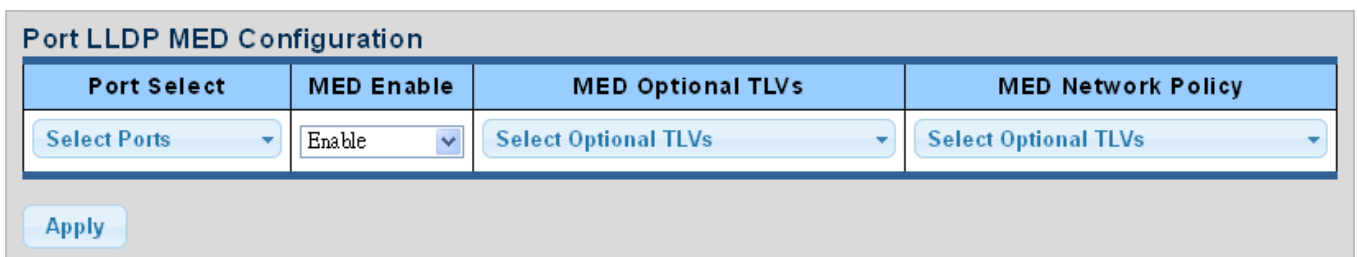 Port LLDP MED Configuration
Port Select MED Enable MED Optional TLVs MED Network Policy
Select Ports Enable Select Optional TLVs Select Optional TLVs
Apply